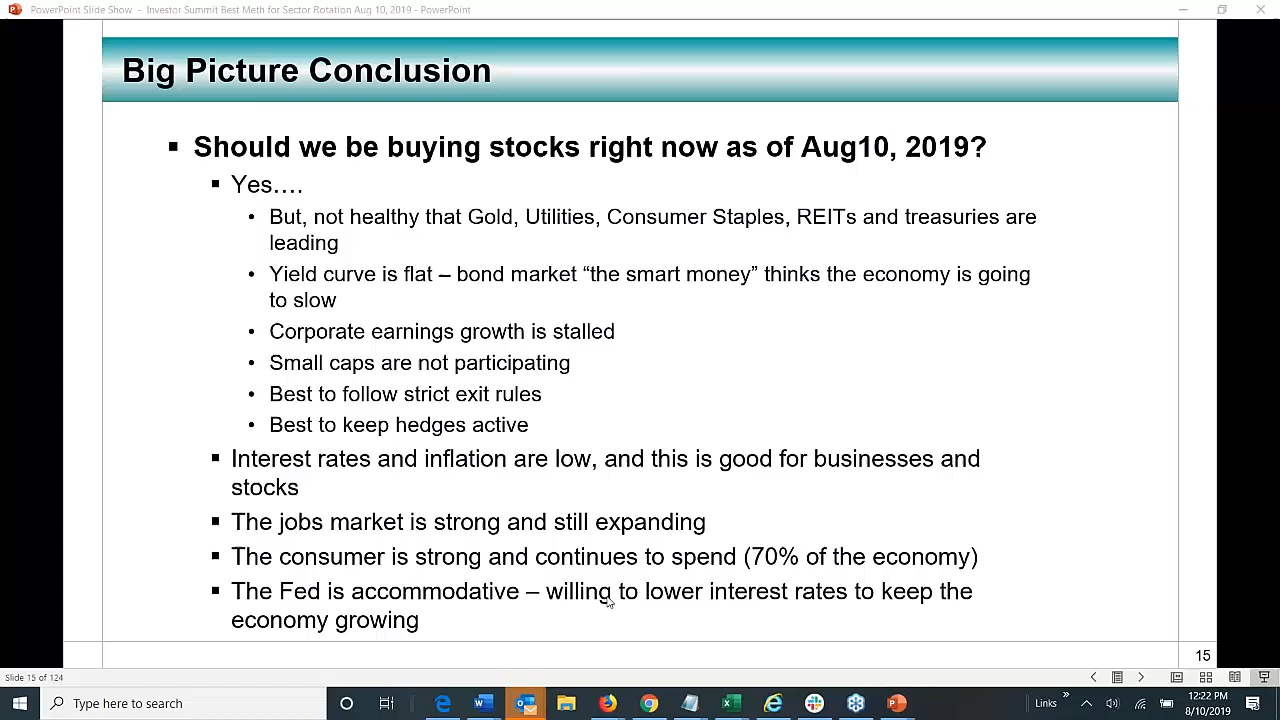 PowerPoint Slide Show - Investor Summit Best Meth for Sector Rotation Aug 10, 2019 - PowerPoint
Big Picture Conclusion
▪ Should we be buying stocks right now as of Aug10, 2019?
▪ Yes….
• But, not healthy that Gold, Utilities, Consumer Staples, REITs and treasuries are
leading
• Yield curve is flat – bond market “the smart money” thinks the economy is going
to slow
• Corporate earnings growth is stalled
• Small caps are not participating
• Best to follow strict exit rules
• Best to keep hedges active
▪ Interest rates and inflation are low, and this is good for businesses and
stocks
▪ The jobs market is strong and still expanding
▪ The consumer is strong and continues to spend (70% of the economy)
▪ The Fed is accommodative – willing to lower interest rates to keep the
economy growing
15
Slide 15 of 124
Type here to search
Links
12:22 PM
8/10/2019